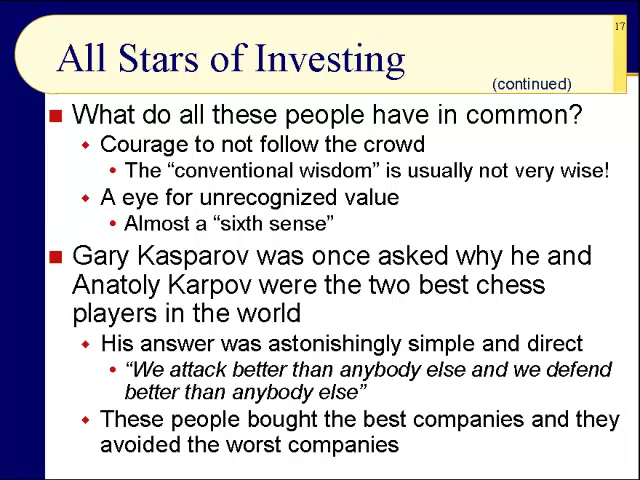 17
All Stars of Investing
(continued)
What do all these people have in common?
Courage to not follow the crowd
The “conventional wisdom” is usually not very wise!
A eye for unrecognized value
Almost a “sixth sense”
Gary Kasparov was once asked why he and
Anatoly Karpov were the two best chess
players in the world
His answer was astonishingly simple and direct
“We attack better than anybody else and we defend
better than anybody else”
These people bought the best companies and they
avoided the worst companies